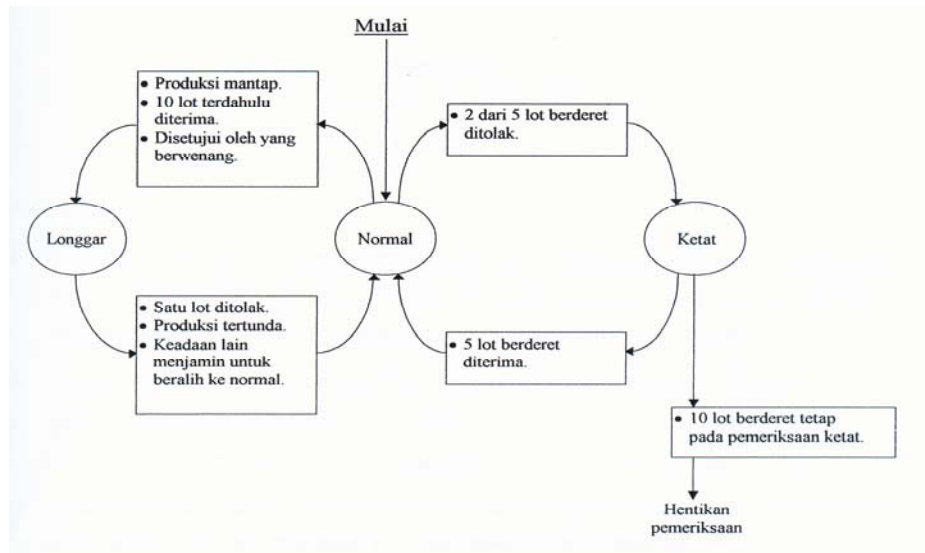 Mulai
• Produksi mantap.
• 10 lot terdahulu
diterima.
• Disetujui oleh yang
berwenang.
• 2 dari 5 lot berderet
ditolak.
Longgar
Normal
Ketat
• Satu lot ditolak.
• Produksi tertunda.
• Keadaan lain
menjamin untuk
beralih ke normal.
• 5 lot berderet
diterima.
• 10 lot berderet tetap
pada pemeriksaan ketat.
Hentikan
pemeriksaan